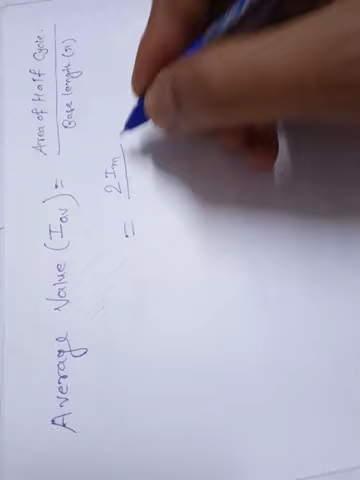 Average Value (Iav) = Area of Half Cycle / Base length (π)
= 2Im